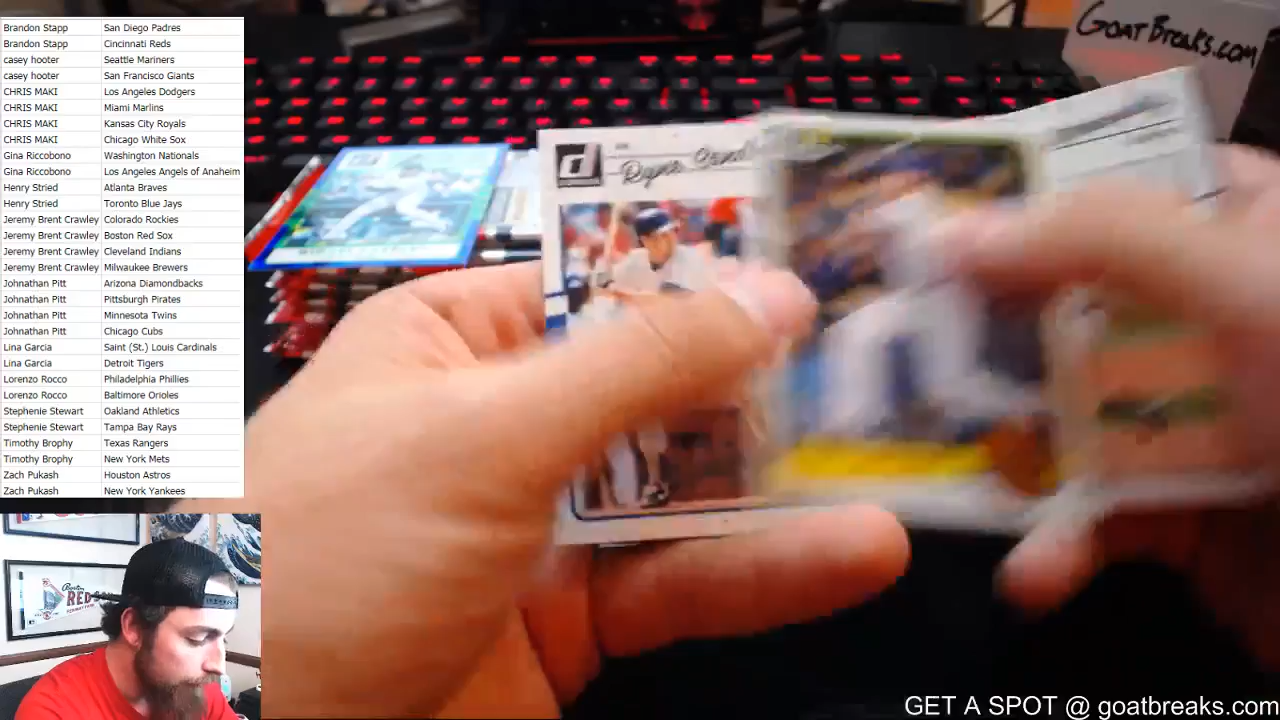 Brandon Stapp San Diego Padres
Brandon Stapp Cincinnati Reds
casey hooter Seattle Mariners
casey hooter San Francisco Giants
CHRIS MAKI Los Angeles Dodgers
CHRIS MAKI Miami Marlins
CHRIS MAKI Kansas City Royals
CHRIS MAKI Chicago White Sox
Gina Riccobono Washington Nationals
Gina Riccobono Los Angeles Angels of Anaheim
Henry Stried Atlanta Braves
Henry Stried Toronto Blue Jays
Jeremy Brent Crawley Colorado Rockies
Jeremy Brent Crawley Boston Red Sox
Jeremy Brent Crawley Cleveland Indians
Jeremy Brent Crawley Milwaukee Brewers
Johnathan Pitt Arizona Diamondbacks
Johnathan Pitt Pittsburgh Pirates
Johnathan Pitt Minnesota Twins
Johnathan Pitt Chicago Cubs
Lina Garcia Saint (St.) Louis Cardinals
Lina Garcia Detroit Tigers
Lorenzo Rocco Philadelphia Phillies
Lorenzo Rocco Baltimore Orioles
Stephenie Stewart Oakland Athletics
Stephenie Stewart Tampa Bay Rays
Timothy Brophy Texas Rangers
Timothy Brophy New York Mets
Zach Pukash Houston Astros
Zach Pukash New York Yankees
GOATBREAKS.COM
d
Boston
RED
GET A SPOT @ goatbreaks.com